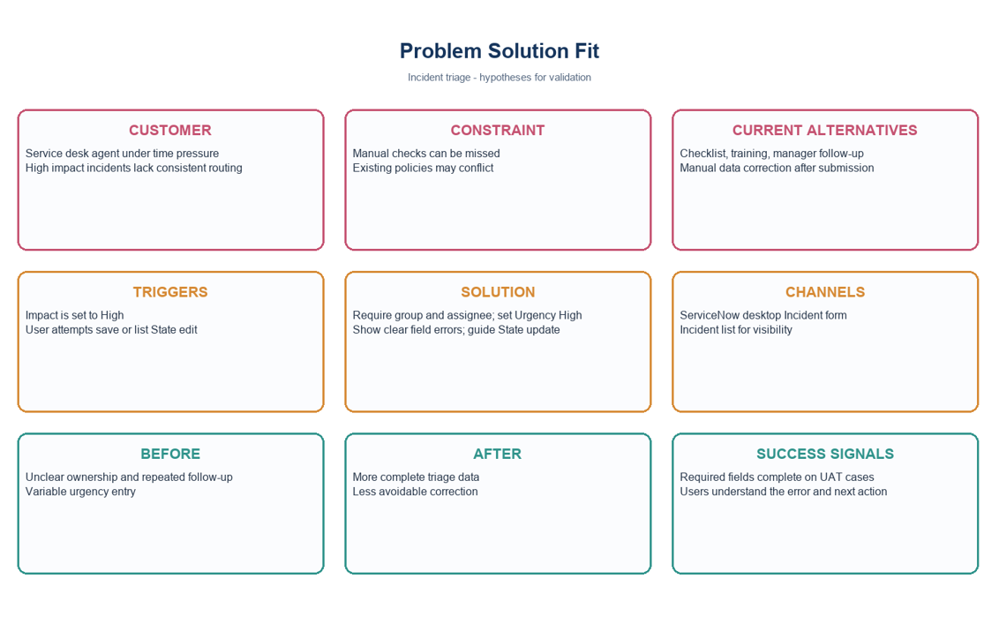 Problem Solution Fit
Incident triage - hypotheses for validation
CUSTOMER
Service desk agent under time pressure
High impact incidents lack consistent routing
CONSTRAINT
Manual checks can be missed
Existing policies may conflict
CURRENT ALTERNATIVES
Checklist, training, manager follow-up
Manual data correction after submission
TRIGGERS
Impact is set to High
User attempts save or list State edit
SOLUTION
Require group and assignee; set Urgency High
Show clear field errors; guide State update
CHANNELS
ServiceNow desktop Incident form
Incident list for visibility
BEFORE
Unclear ownership and repeated follow-up
Variable urgency entry
AFTER
More complete triage data
Less avoidable correction
SUCCESS SIGNALS
Required fields complete on UAT cases
Users understand the error and next action